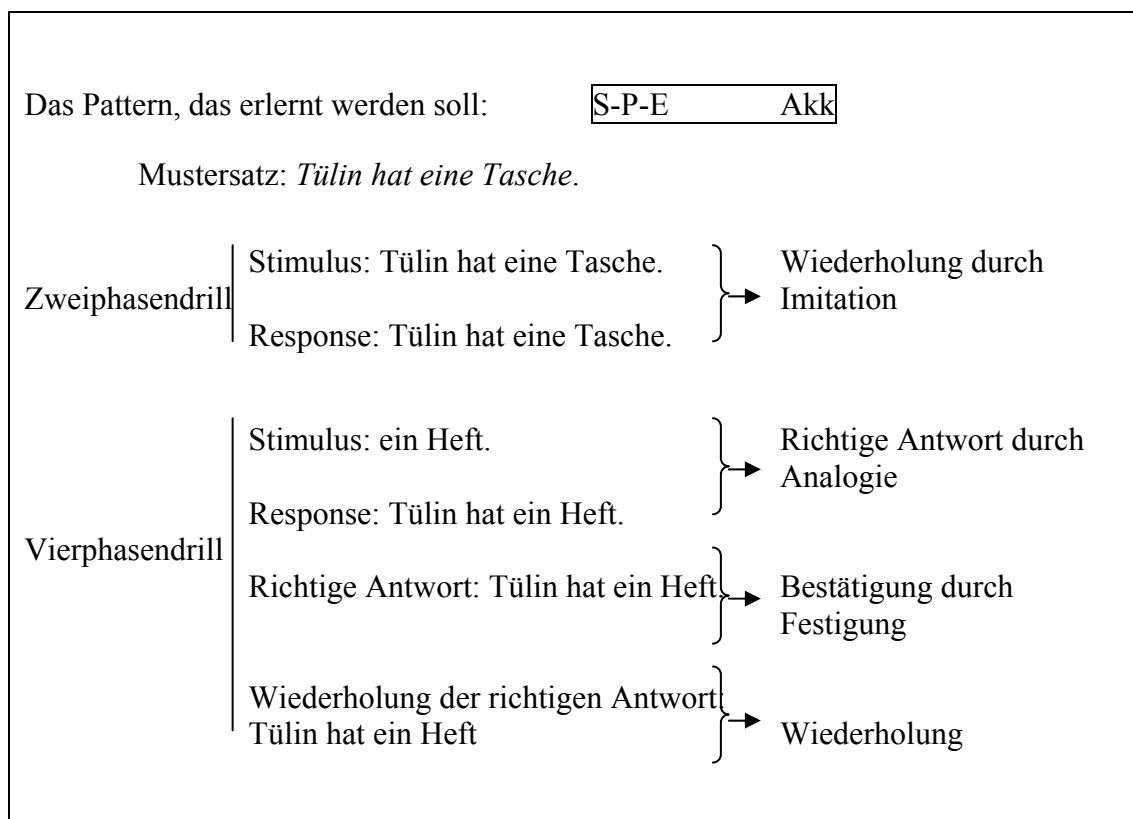 Das Pattern, das erlernt werden soll: S-P-E Akk
Mustersatz: Tülin hat eine Tasche.
Zweiphasendrill
Stimulus: Tülin hat eine Tasche.
Response: Tülin hat eine Tasche.
Wiederholung durch
Imitation
Vierphasendrill
Stimulus: ein Heft.
Response: Tülin hat ein Heft.
Richtige Antwort durch
Analogie
Richtige Antwort: Tülin hat ein Heft.
Bestätigung durch
Festigung
Wiederholung der richtigen Antwort:
Tülin hat ein Heft
Wiederholung